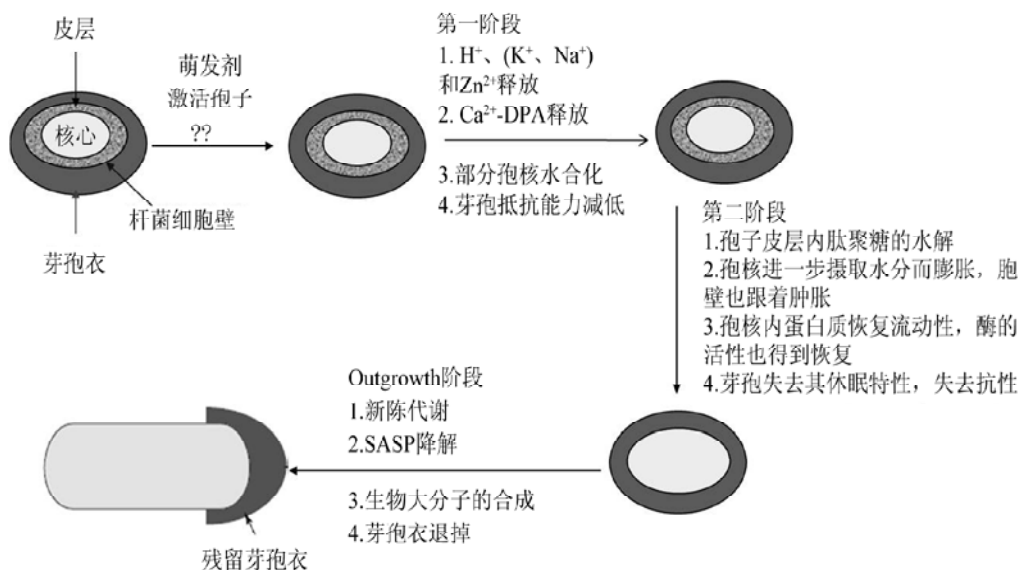 皮层
核心
杆菌细胞壁
芽孢衣
萌发剂
激活孢子
??
第一阶段
1. H⁺、(K⁺、Na⁺)
和Zn²⁺释放
2. Ca²⁺-DPA释放
3.部分孢核水合化
4.芽孢抵抗能力减低
第二阶段
1.孢子皮层内肽聚糖的水解
2.孢核进一步摄取水分而膨胀，胞
壁也跟着肿胀
3.孢核内蛋白质恢复流动性，酶的
活性也得到恢复
4.芽孢失去其休眠特性，失去抗性
Outgrowth阶段
1.新陈代谢
2.SASP降解
3.生物大分子的合成
4.芽孢衣退掉
残留芽孢衣